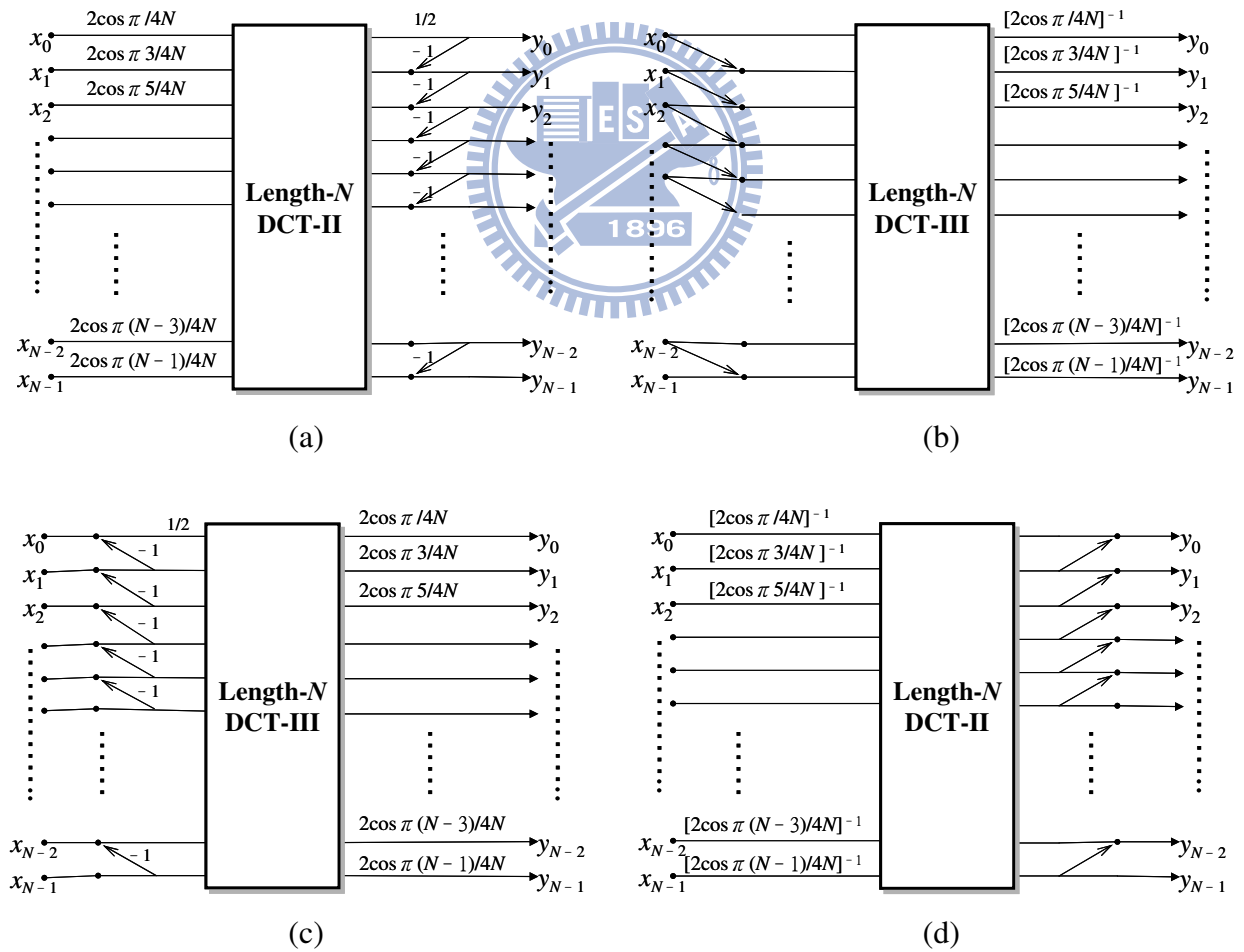 2cos π /4N
1/2
x0
-1
y0
2cos π 3/4N
x1
-1
y1
2cos π 5/4N
x2
-1
y2
-1
-1
Length-N
DCT-II
2cos π (N − 3)/4N
xN−2
-1
yN−2
2cos π (N − 1)/4N
xN−1
yN−1
(a)
E S A
1896
[2cos π /4N]-1
x0
y0
[2cos π 3/4N ]-1
x1
y1
[2cos π 5/4N ]-1
x2
y2
Length-N
DCT-III
[2cos π (N − 3)/4N]-1
xN−2
yN−2
[2cos π (N − 1)/4N]-1
xN−1
yN−1
(b)
1/2
2cos π /4N
x0
-1
y0
2cos π 3/4N
x1
-1
y1
2cos π 5/4N
x2
-1
y2
-1
-1
Length-N
DCT-III
2cos π (N − 3)/4N
xN−2
-1
yN−2
2cos π (N − 1)/4N
xN−1
yN−1
(c)
[2cos π /4N]-1
x0
y0
[2cos π 3/4N ]-1
x1
y1
[2cos π 5/4N ]-1
x2
y2
Length-N
DCT-II
[2cos π (N − 3)/4N]-1
xN−2
yN−2
[2cos π (N − 1)/4N]-1
xN−1
yN−1
(d)